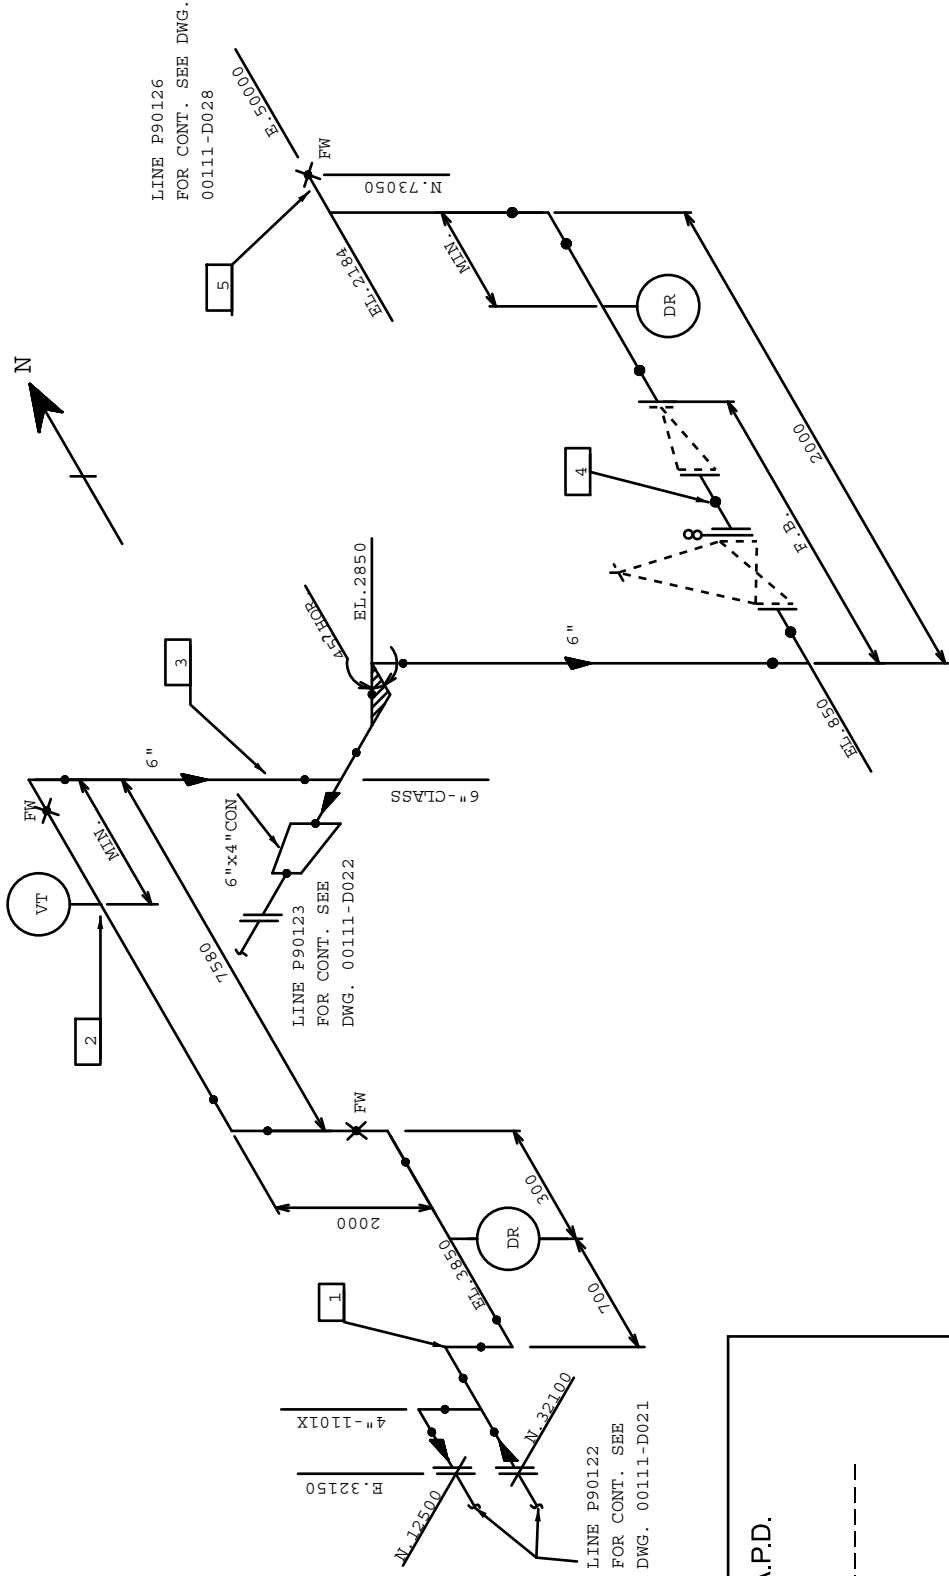 N
LINE P90126
FOR CONT. SEE DWG.
00111-D028
E.50000
FW
N.73050
5
EL.2184
MIN.
DR
2000
4
8
F.B.
EL.850
6"
EL.2850
45?HOR
3
6"
6"-CLASS
6"x4"CON
FW
MIN.
VT
2
7580
LINE P90123
FOR CONT. SEE
DWG. 00111-D022
FW
2000
300
DR
700
EL.3850
1
4"-1101X
E.32150
N.12500
N.32100
LINE P90122
FOR CONT. SEE
DWG. 00111-D021
A.P.D.